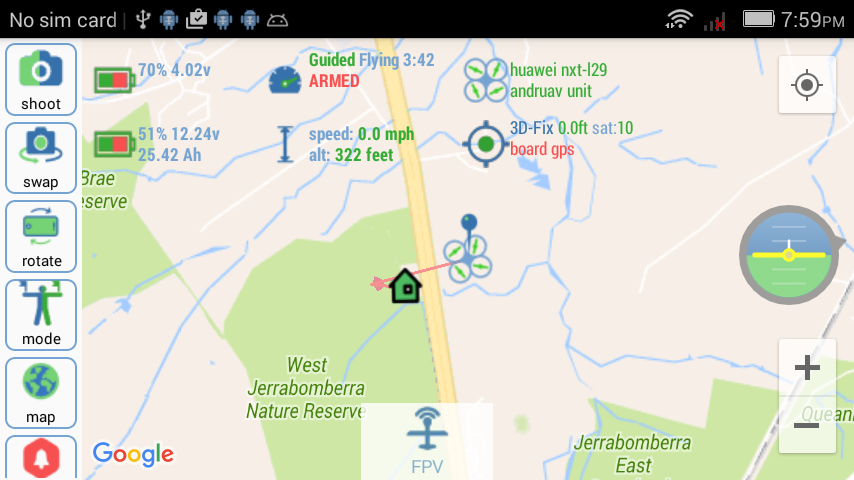 No sim card
7:59PM
shoot
swap
rotate
mode
map
70% 4.02v
51% 12.24v
25.42 Ah
Guided Flying 3:42
ARMED
speed: 0.0 mph
alt: 322 feet
huawei nxt-l29
andruav unit
3D-Fix 0.0ft sat:10
board gps
Brae
eserve
West
Jerrabomberra
Nature Reserve
Jerrabomberra
East
Quean
Google
FPV